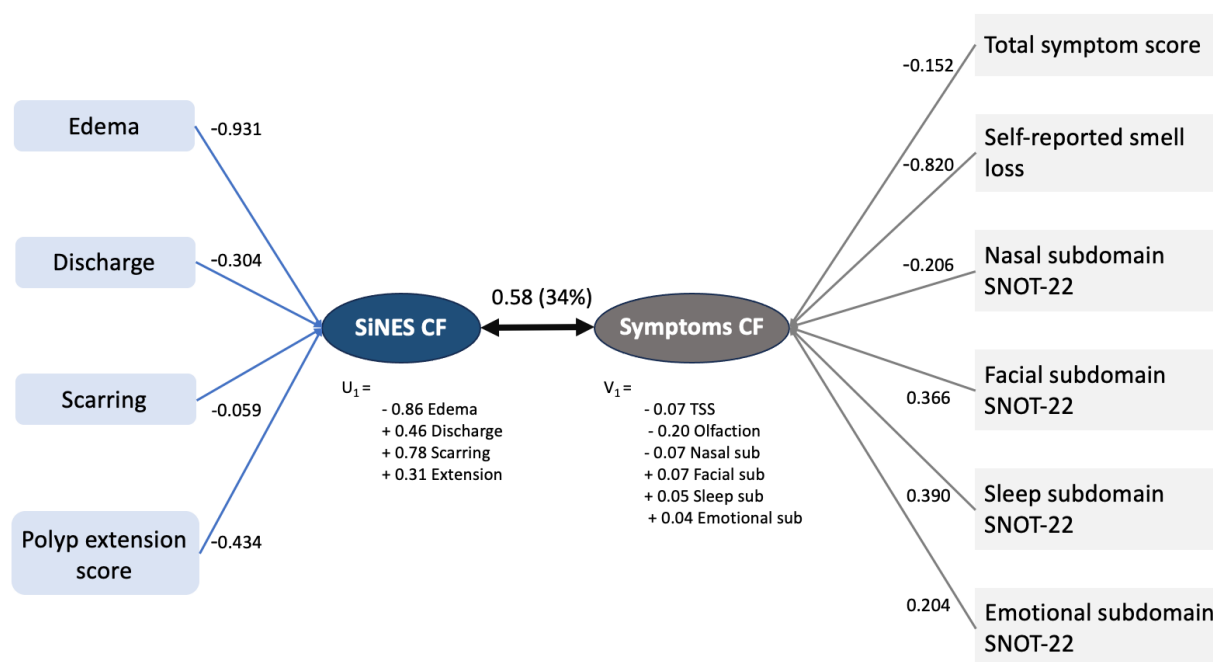 Edema
Discharge
Scarring
Polyp extension
score
-0.931
-0.304
-0.059
-0.434
SiNES CF
0.58 (34%)
Symptoms CF
U1 =
- 0.86 Edema
+ 0.46 Discharge
+ 0.78 Scarring
+ 0.31 Extension
V1 =
- 0.07 TSS
- 0.20 Olfaction
- 0.07 Nasal sub
+ 0.07 Facial sub
+ 0.05 Sleep sub
+ 0.04 Emotional sub
-0.152
-0.820
-0.206
0.366
0.390
0.204
Total symptom score
Self-reported smell
loss
Nasal subdomain
SNOT-22
Facial subdomain
SNOT-22
Sleep subdomain
SNOT-22
Emotional subdomain
SNOT-22